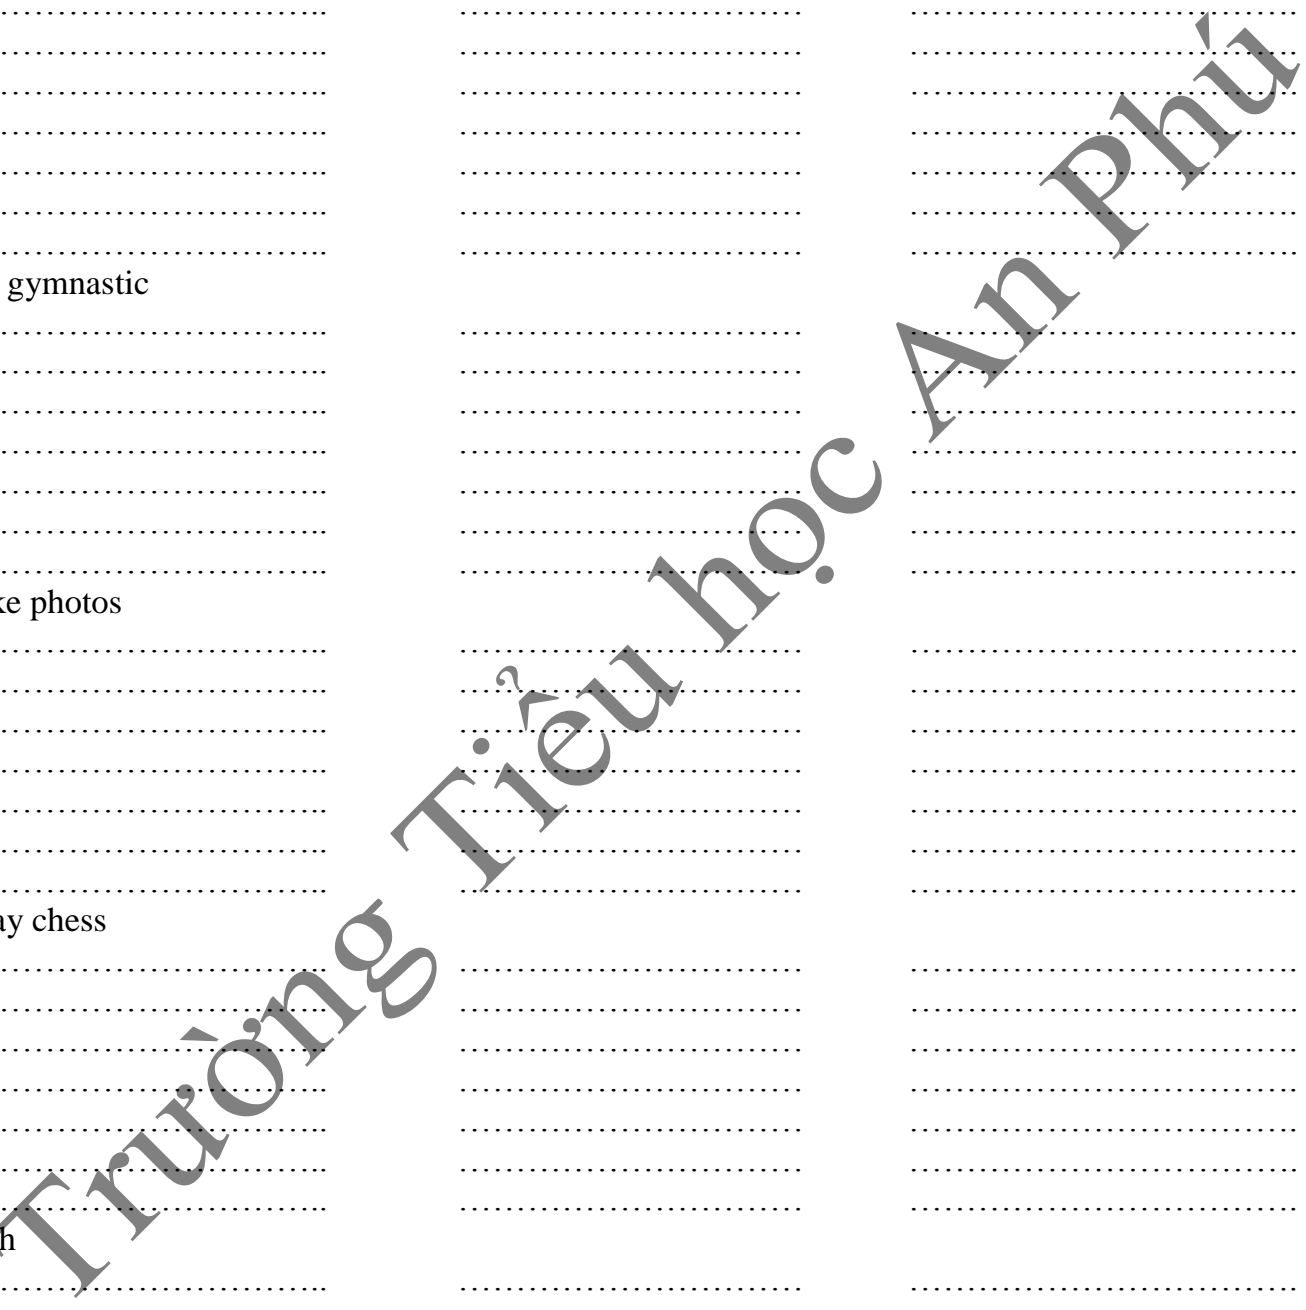 gymnastic
ke photos
ay chess
h
Trường Tiểu học An Phú